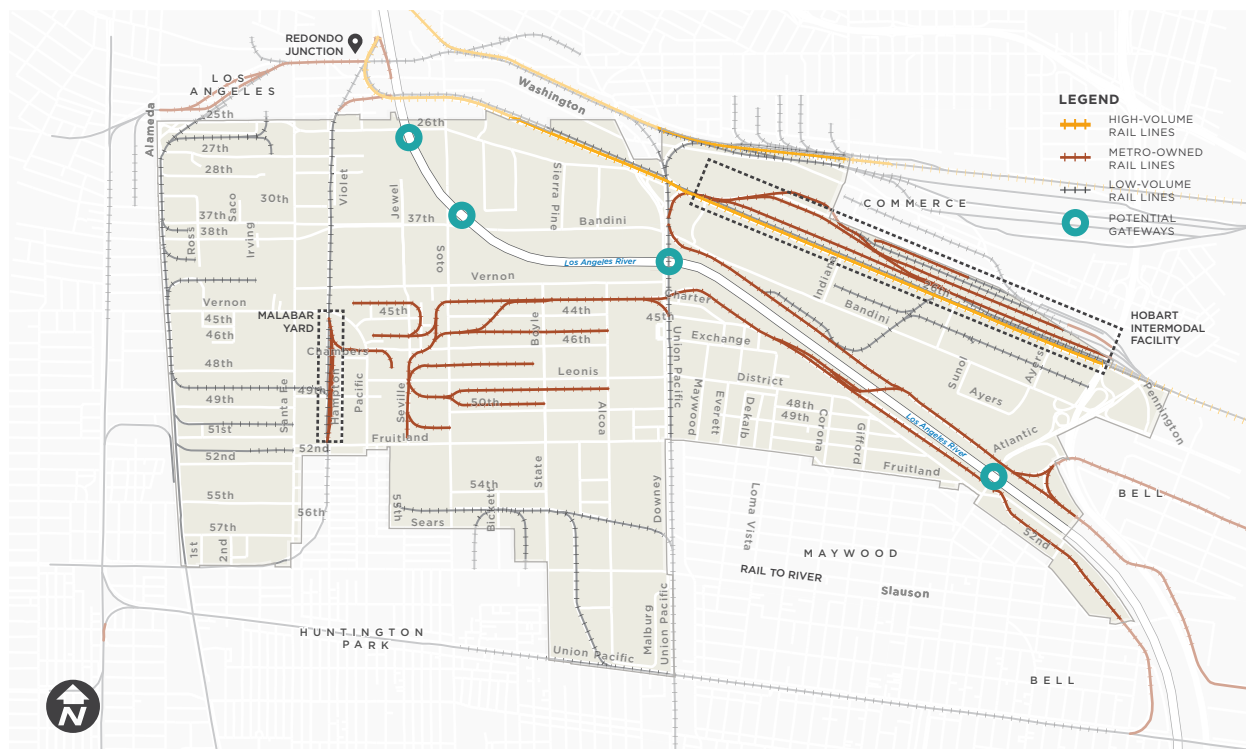 REDONDO
JUNCTION
LOS
ANGELES
Washington
25th
Alameda
26th
LEGEND
HIGH-VOLUME
RAIL LINES
METRO-OWNED
RAIL LINES
LOW-VOLUME
RAIL LINES
POTENTIAL
GATEWAYS
27th
28th
Violet
Jewel
Sierra Pine
30th
Saco
COMMERCE
37th
37th
Bandini
38th
Ross
Irving
Soto
Los Angeles River
Vernon
Indiana
26th
Charter
Vernon
45th
44th
45th
Bandini
MALABAR
YARD
45th
46th
Boyle
46th
Exchange
HOBART
INTERMODAL
FACILITY
Chambers
48th
Leonis
District
Sunol
Ayers
Ayers
49th
49th
Santa Fe
Hampton
Pacific
Seville
50th
Alcoa
Union Pacific
Maywood
Everett
Dekalb
48th
49th
Corona
Gifford
Los Angeles River
Pennington
51st
52nd
52nd
Fruitland
Atlantic
Fruitland
State
54th
55th
Bickett
55th
Downey
BELL
56th
Sears
Loma Vista
57th
1st
2nd
52nd
MAYWOOD
RAIL TO RIVER
Slauson
HUNTINGTON
PARK
Malburg
Union Pacific
Union Pacific
BELL
N